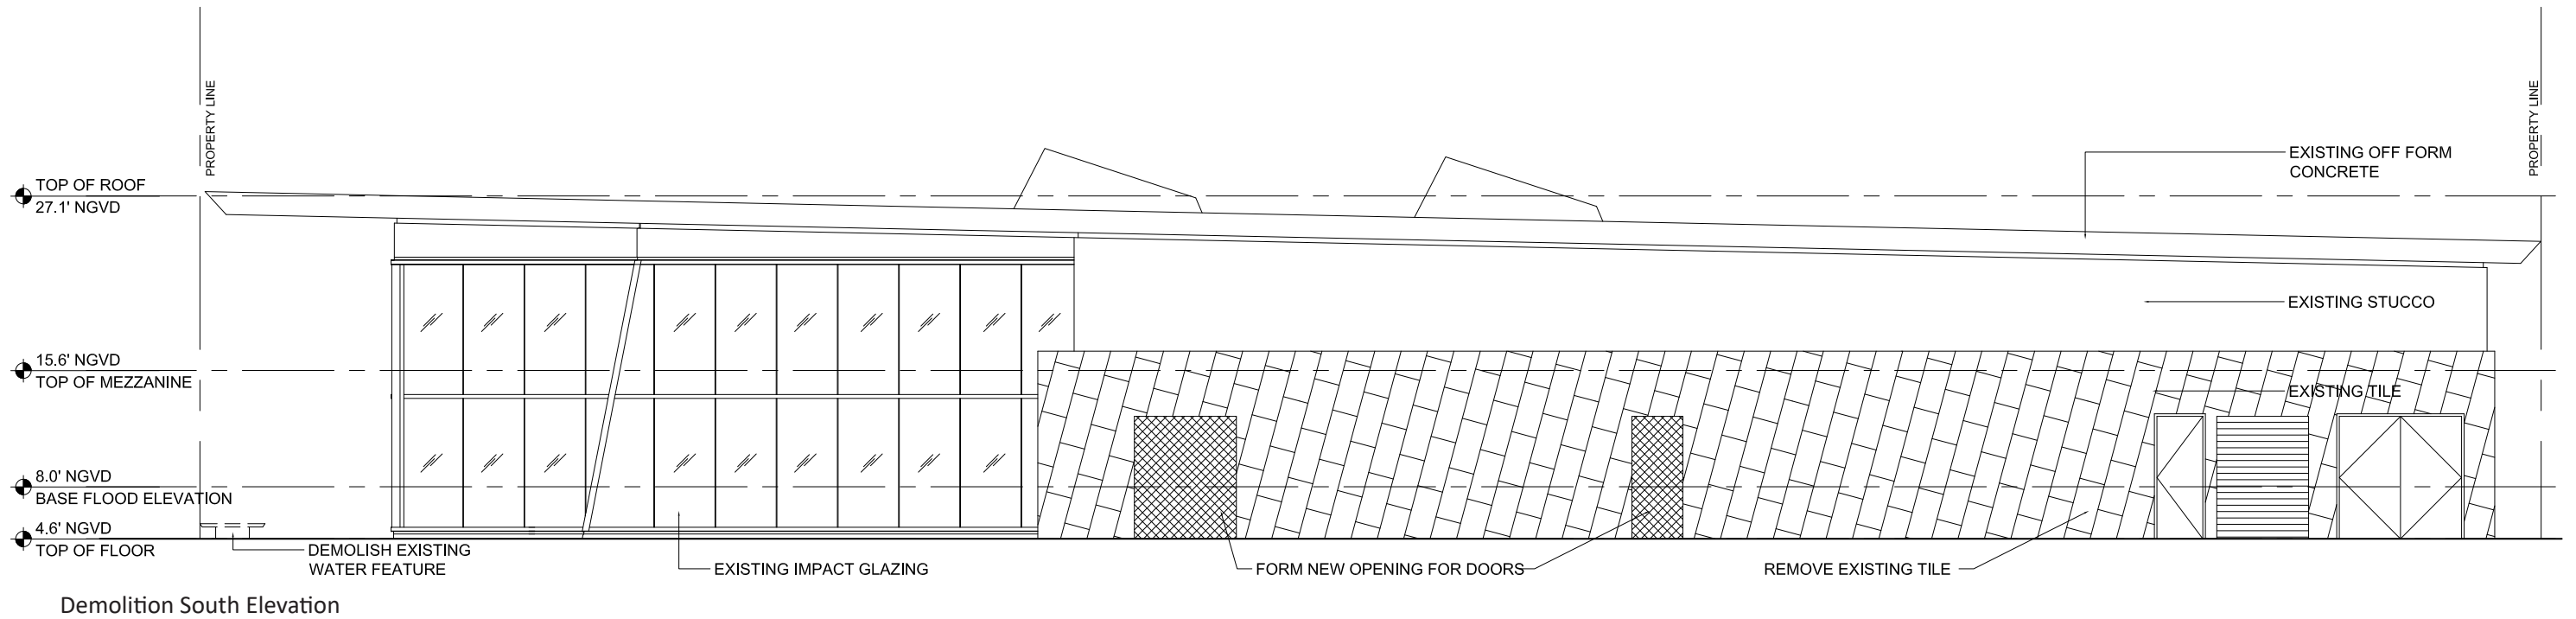 PROPERTY LINE
PROPERTY LINE
EXISTING OFF FORM
CONCRETE
TOP OF ROOF
27.1' NGVD
EXISTING STUCCO
15.6' NGVD
TOP OF MEZZANINE
EXISTING TILE
8.0' NGVD
BASE FLOOD ELEVATION
4.6' NGVD
TOP OF FLOOR
DEMOLISH EXISTING
WATER FEATURE
EXISTING IMPACT GLAZING
FORM NEW OPENING FOR DOORS
REMOVE EXISTING TILE
Demolition South Elevation